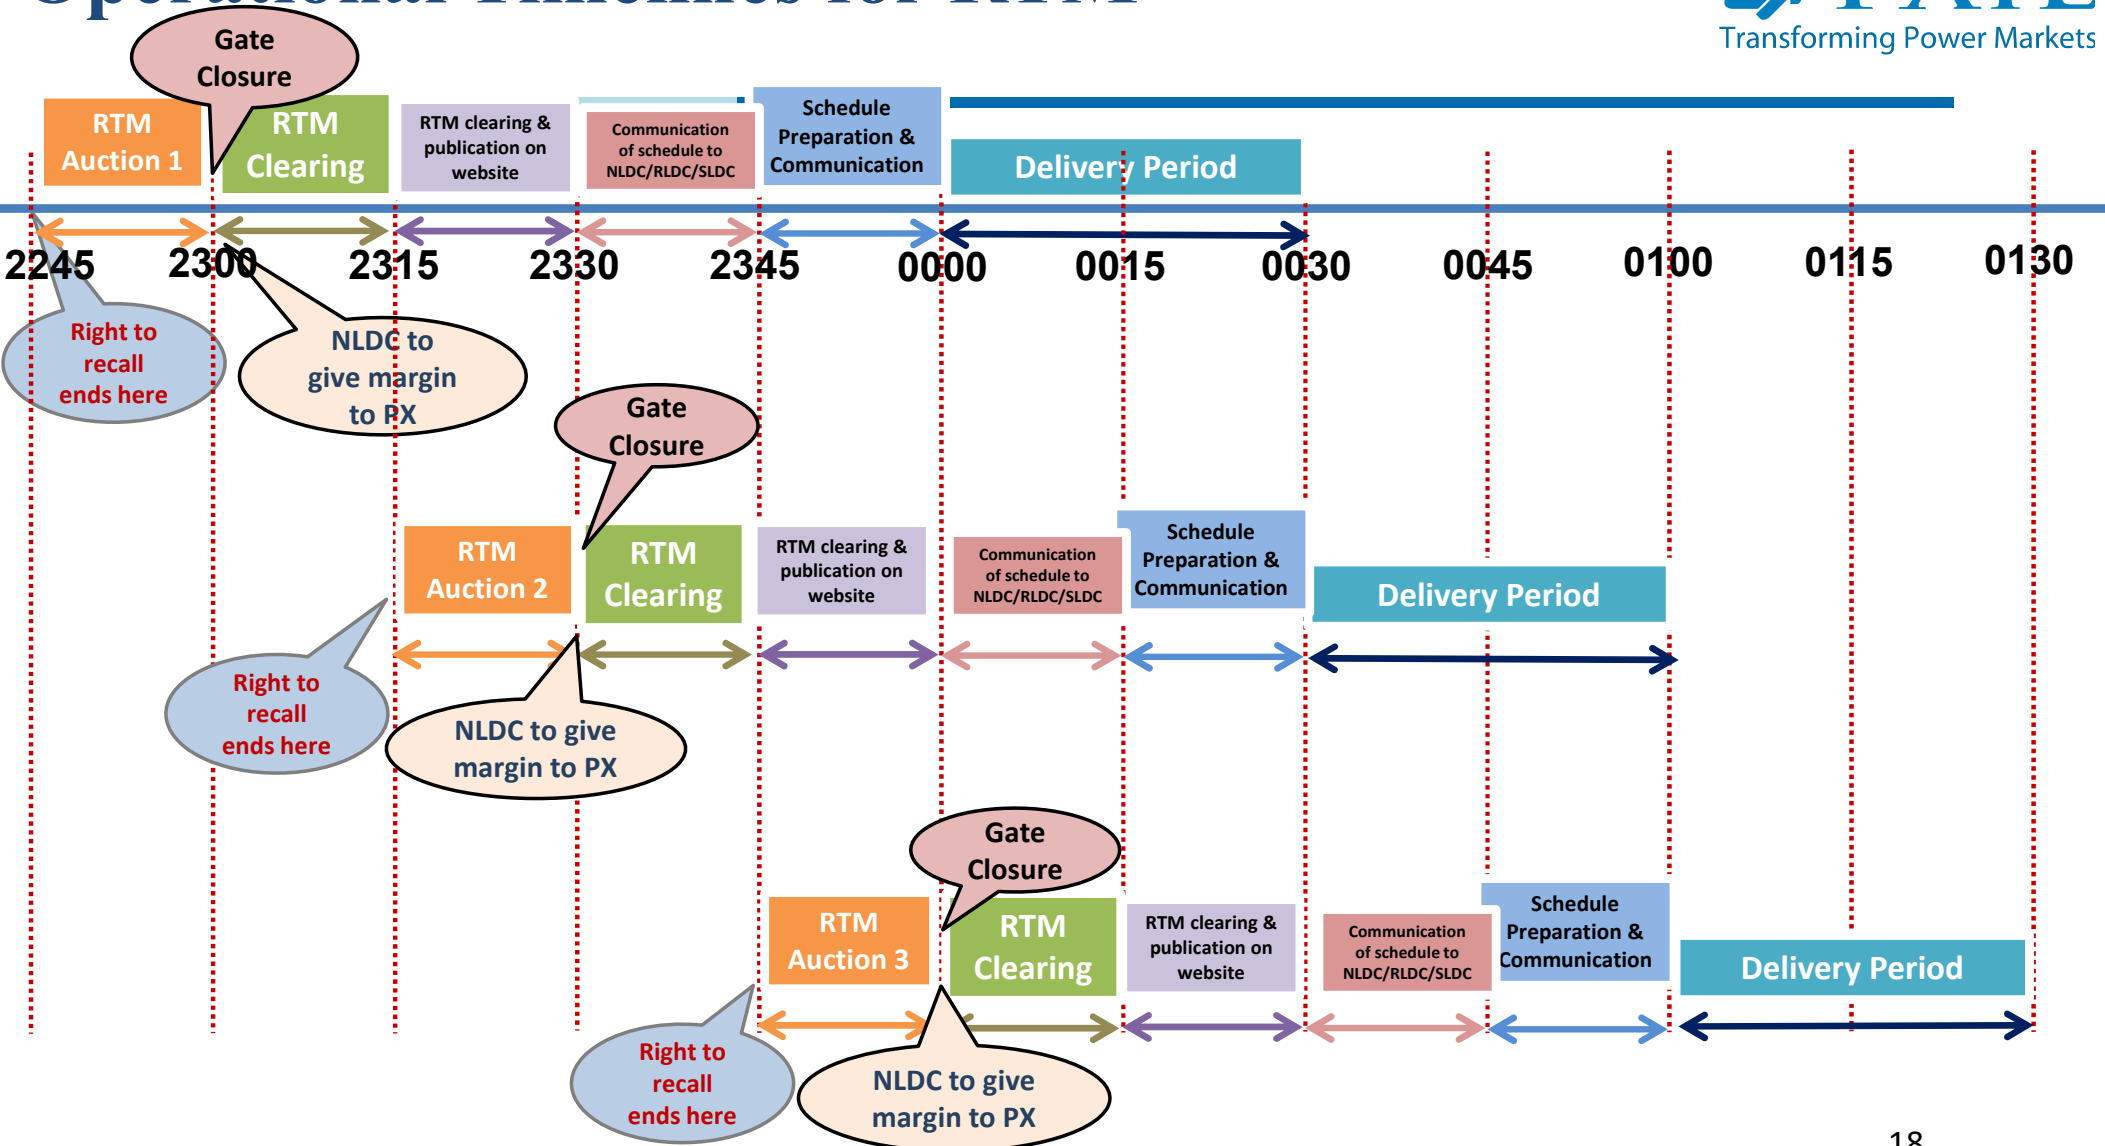 Operational Timelines for RTM
Transforming Power Markets
Gate
Closure
RTM
Auction 1
RTM
Clearing
RTM clearing &
publication on
website
Communication
of schedule to
NLDC/RLDC/SLDC
Schedule
Preparation &
Communication
Delivery Period
2245
2300
2315
2330
2345
0000
0015
0030
0045
0100
0115
0130
Right to
recall
ends here
NLDC to
give margin
to PX
Gate
Closure
RTM
Auction 2
RTM
Clearing
RTM clearing &
publication on
website
Communication
of schedule to
NLDC/RLDC/SLDC
Schedule
Preparation &
Communication
Delivery Period
Right to
recall
ends here
NLDC to give
margin to PX
Gate
Closure
RTM
Auction 3
RTM
Clearing
RTM clearing &
publication on
website
Communication
of schedule to
NLDC/RLDC/SLDC
Schedule
Preparation &
Communication
Delivery Period
Right to
recall
ends here
NLDC to give
margin to PX
18